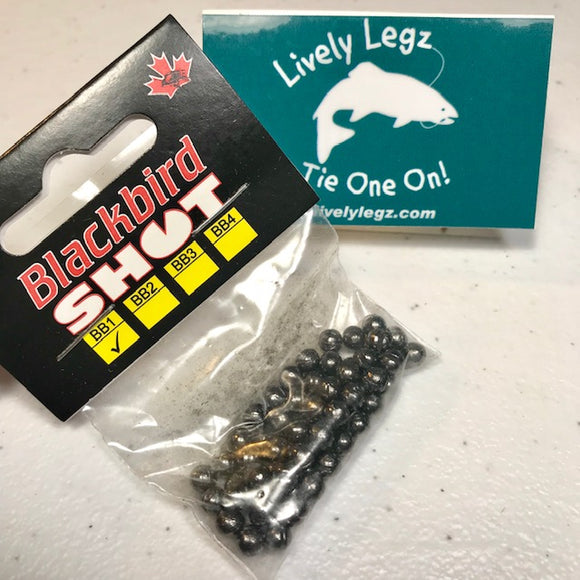 Blackbird
SHOT
BB1 BB2 BB3 BB4
✓
Lively Legz
Tie One On!
livelylegz.com